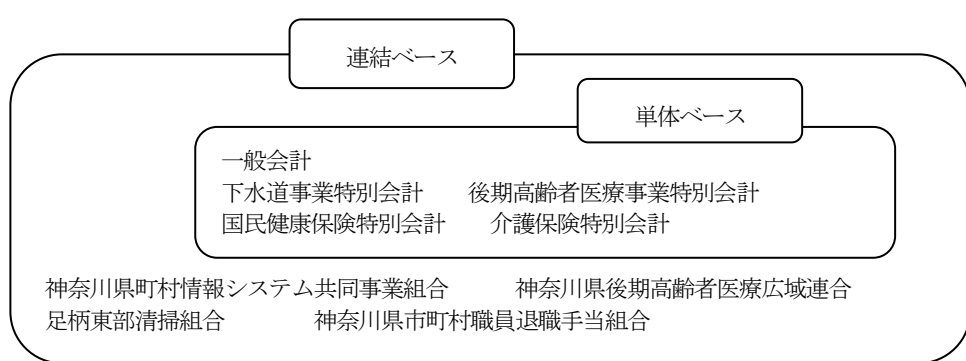 連結ベース
単体ベース
一般会計
下水道事業特別会計　　後期高齢者医療事業特別会計
国民健康保険特別会計　　介護保険特別会計
神奈川県町村情報システム共同事業組合　　　神奈川県後期高齢者医療広域連合
足柄東部清掃組合　　　　神奈川県市町村職員退職手当組合